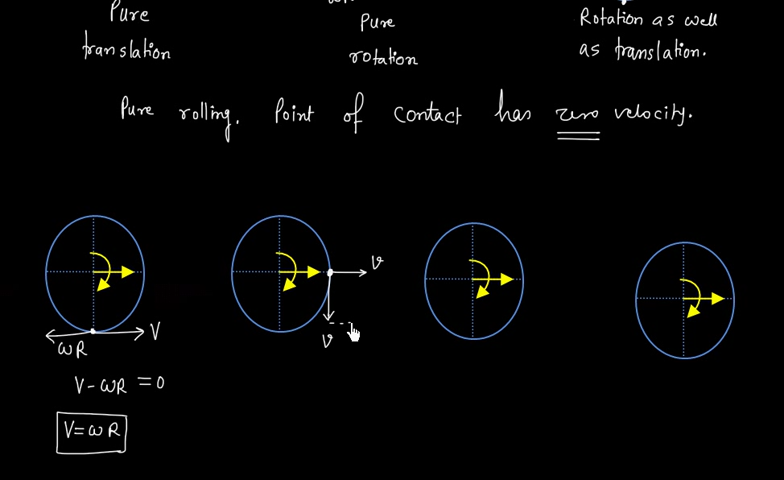 Pure
translation
Pure
rotation
Rotation as well
as translation.
Pure rolling. Point of contact has zero velocity.
ωR
V
V - ωR = 0
V = ωR
v
v